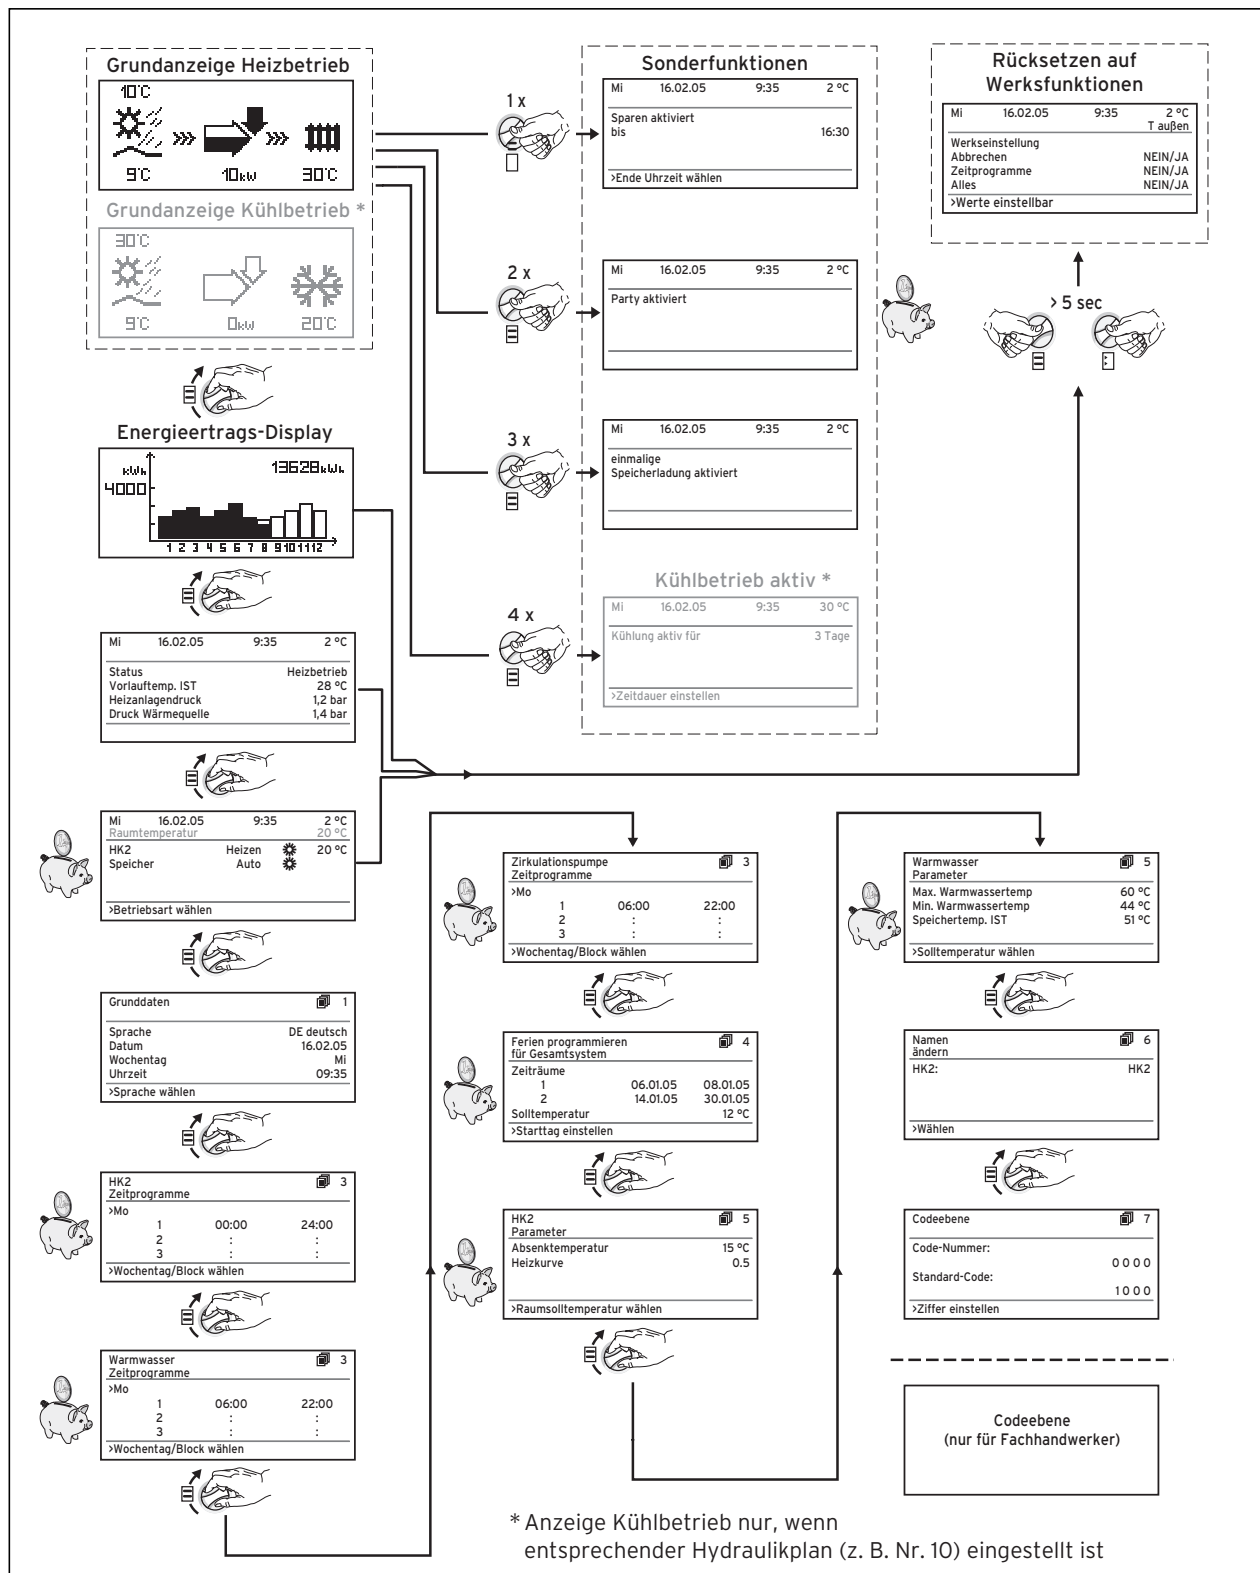 Grundanzeige Heizbetrieb
10°C
9°C 10kW 30°C
Grundanzeige Kühlbetrieb *
30°C
9°C 0kW 20°C
Energieertrags-Display
kWh 13628kWh
4000
1 2 3 4 5 6 7 8 9 10 11 12
Mi 16.02.05 9:35 2 °C
Status Heizbetrieb
Vorlauftemp. IST 28 °C
Heizanlagendruck 1,2 bar
Druck Wärmequelle 1,4 bar
Mi 16.02.05 9:35 2 °C
Raumtemperatur 20 °C
HK2 Heizen 20 °C
Speicher Auto
>Betriebsart wählen
Grunddaten 1
Sprache DE deutsch
Datum 16.02.05
Wochentag Mi
Uhrzeit 09:35
>Sprache wählen
HK2 3
Zeitprogramme
>Mo
1 00:00 24:00
2 : :
3 : :
>Wochentag/Block wählen
Warmwasser 3
Zeitprogramme
>Mo
1 06:00 22:00
2 : :
3 : :
>Wochentag/Block wählen
Sonderfunktionen
1 x
Mi 16.02.05 9:35 2 °C
Sparen aktiviert
bis 16:30
>Ende Uhrzeit wählen
2 x
Mi 16.02.05 9:35 2 °C
Party aktiviert
3 x
Mi 16.02.05 9:35 2 °C
einmalige
Speicherladung aktiviert
Kühlbetrieb aktiv *
4 x
Mi 16.02.05 9:35 30 °C
Kühlung aktiv für 3 Tage
>Zeitdauer einstellen
Rücksetzen auf
Werksfunktionen
Mi 16.02.05 9:35 2 °C
T außen
Werkseinstellung
Abbrechen NEIN/JA
Zeitprogramme NEIN/JA
Alles NEIN/JA
>Werte einstellbar
> 5 sec
Zirkulationspumpe 3
Zeitprogramme
>Mo
1 06:00 22:00
2 : :
3 : :
>Wochentag/Block wählen
Ferien programmieren 4
für Gesamtsystem
Zeiträume
1 06.01.05 08.01.05
2 14.01.05 30.01.05
Solltemperatur 12 °C
>Starttag einstellen
HK2 5
Parameter
Absenktemperatur 15 °C
Heizkurve 0.5
>Raumsolltemperatur wählen
Warmwasser 5
Parameter
Max. Warmwassertemp 60 °C
Min. Warmwassertemp 44 °C
Speichertemp. IST 51 °C
>Solltemperatur wählen
Namen 6
ändern
HK2: HK2
>Wählen
Codeebene 7
Code-Nummer:
0 0 0 0
Standard-Code:
1 0 0 0
>Ziffer einstellen
Codeebene
(nur für Fachhandwerker)
* Anzeige Kühlbetrieb nur, wenn
entsprechender Hydraulikplan (z. B. Nr. 10) eingestellt ist